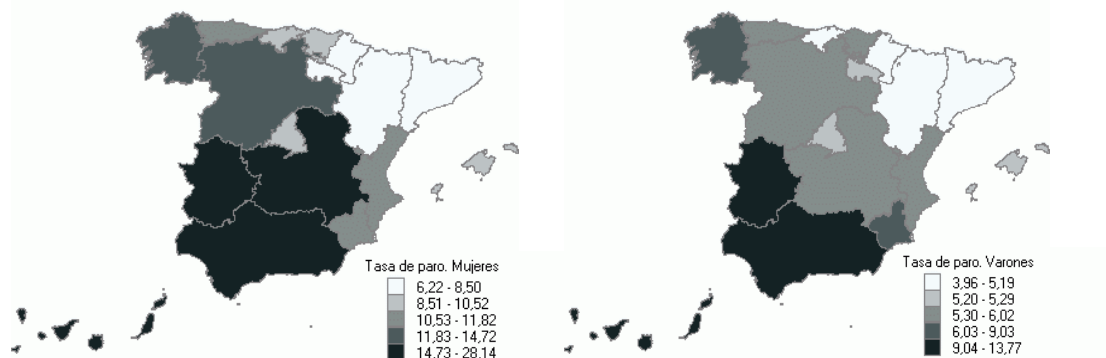 Tasa de paro. Mujeres
6,22 - 8,50
8,51 - 10,52
10,53 - 11,82
11,83 - 14,72
14,73 - 28,14
Tasa de paro. Varones
3,96 - 5,19
5,20 - 5,29
5,30 - 6,02
6,03 - 9,03
9,04 - 13,77